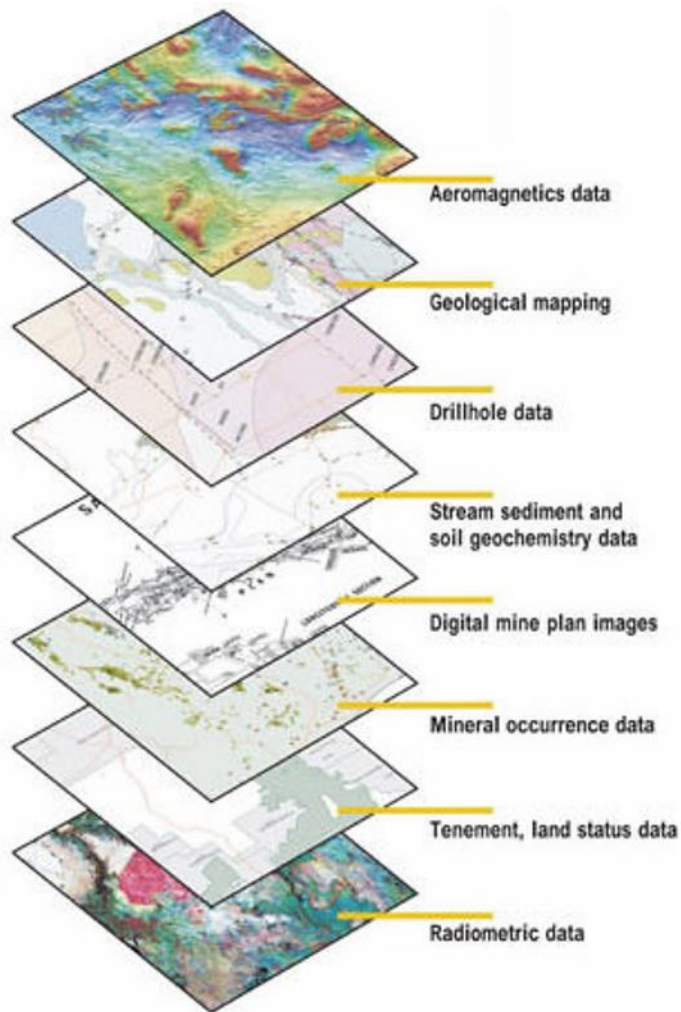 Aeromagnetics data
Geological mapping
Drillhole data
Stream sediment and
soil geochemistry data
Digital mine plan images
Mineral occurrence data
Tenement, land status data
Radiometric data